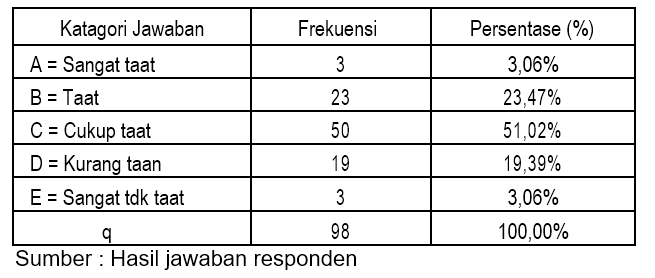 Katagori Jawaban Frekuensi Persentase (%)
A = Sangat taat 3 3,06%
B = Taat 23 23,47%
C = Cukup taat 50 51,02%
D = Kurang taan 19 19,39%
E = Sangat tdk taat 3 3,06%
q 98 100,00%
Sumber : Hasil jawaban responden